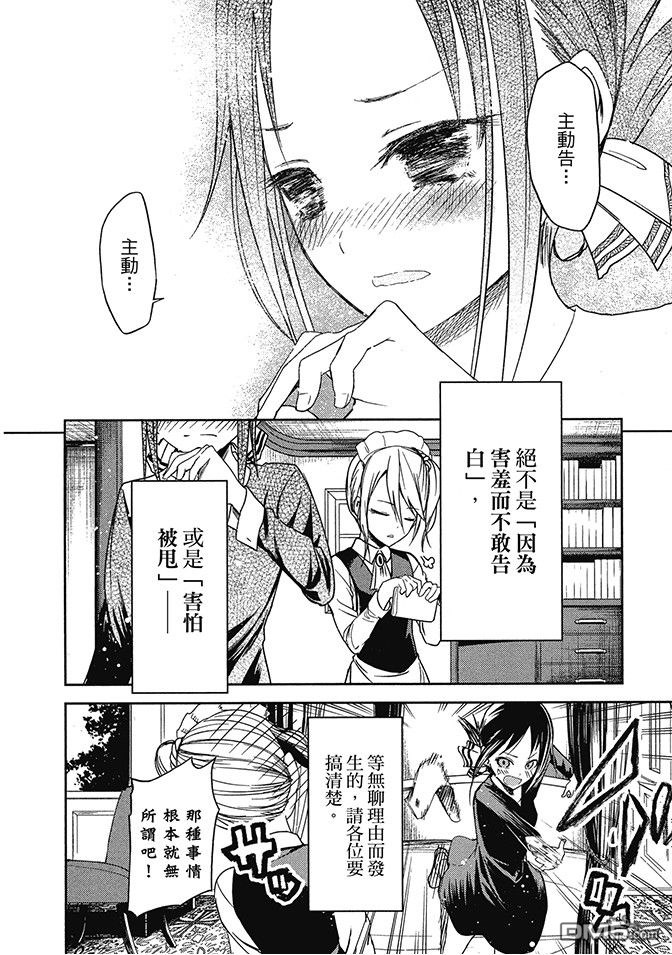 主動告…
主動…
絕不是「因為
害羞而不敢告
白」，
或是「害怕
被甩」——
等無聊理由而發
生的，請各位要
搞清楚。
那種事情
根本就無
所謂吧！